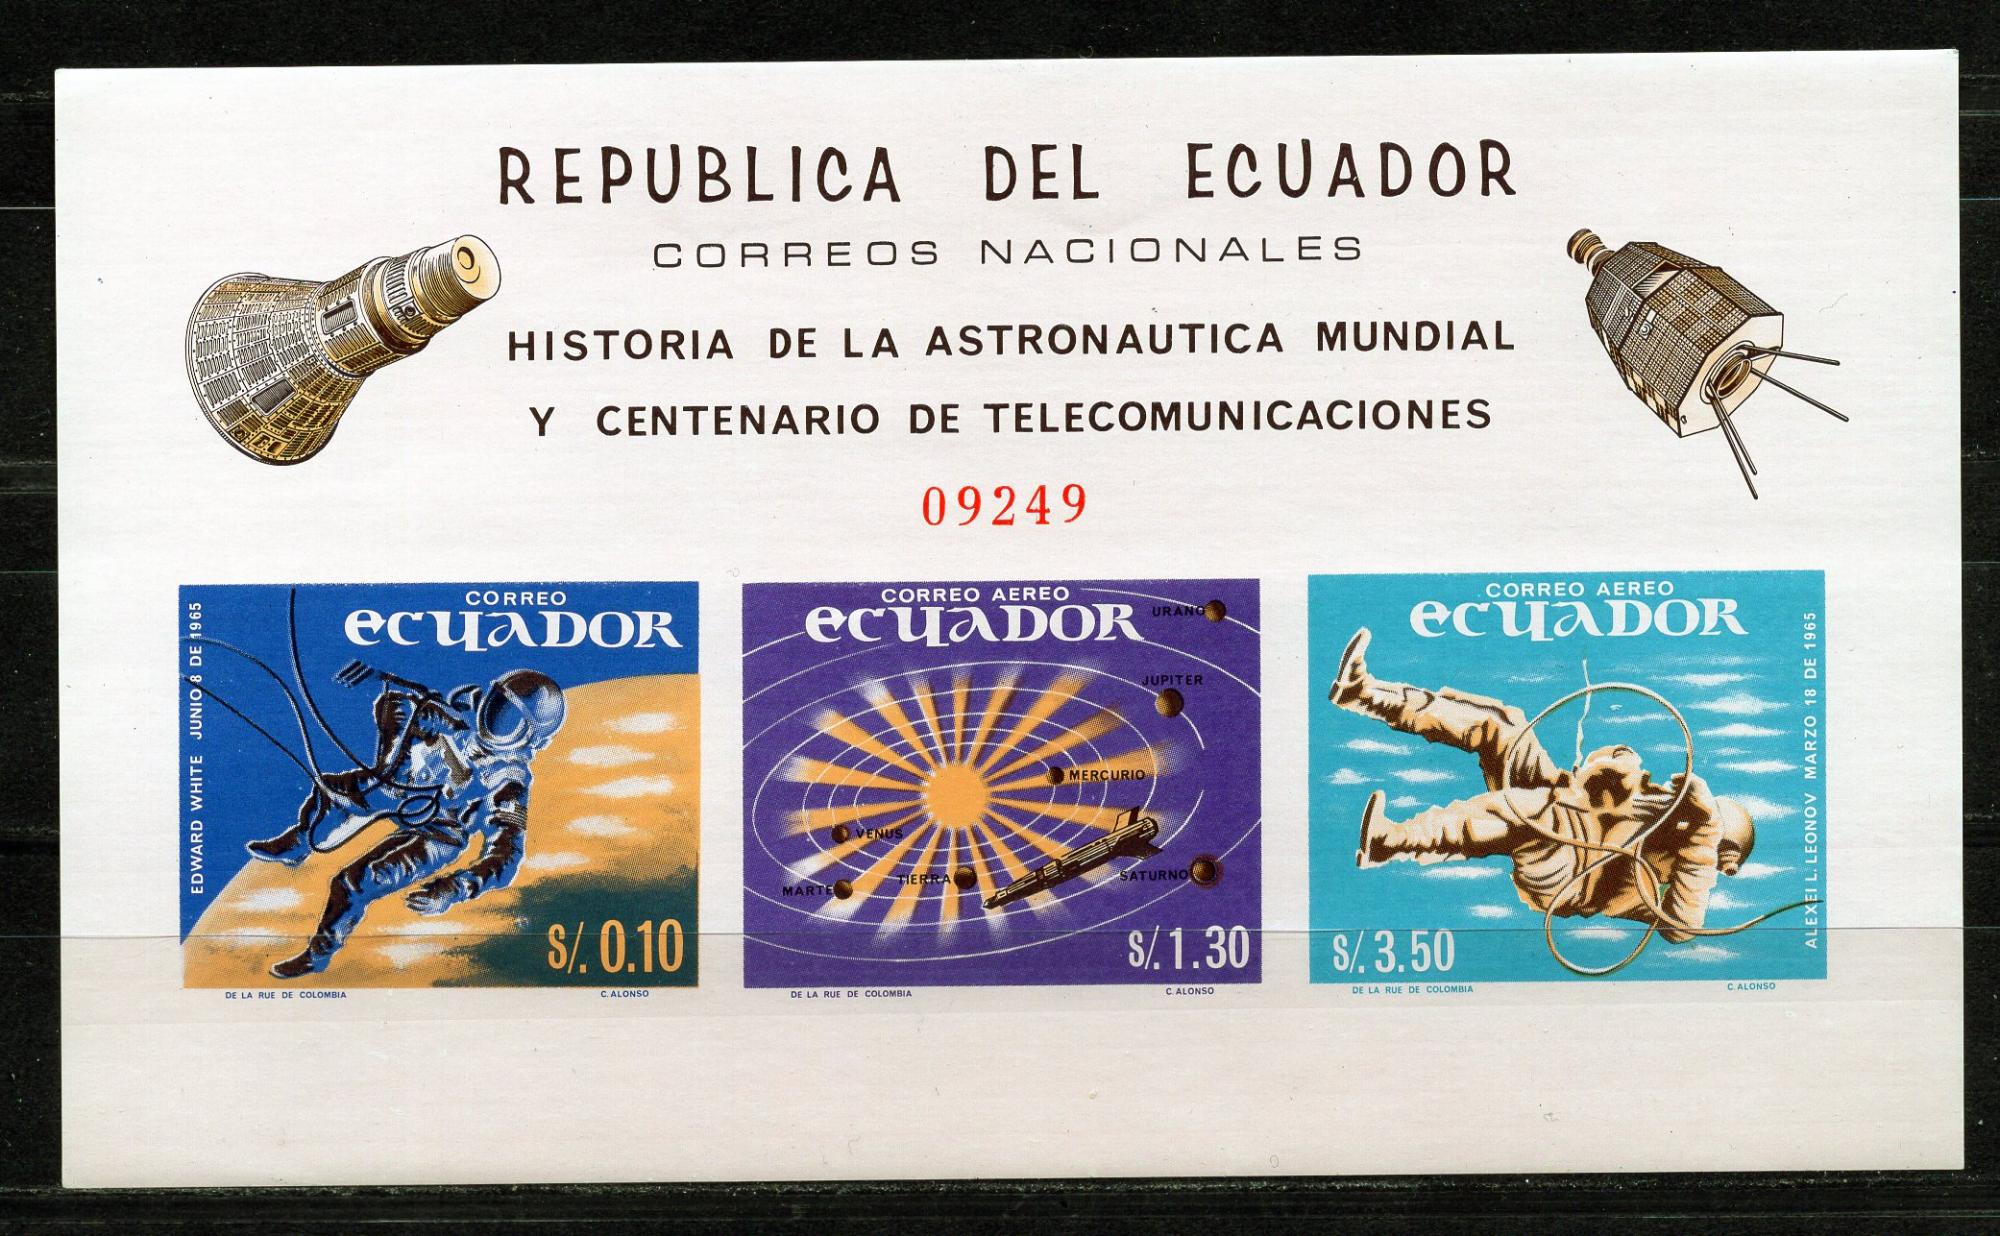 REPUBLICA DEL ECUADOR
CORREOS NACIONALES
HISTORIA DE LA ASTRONAUTICA MUNDIAL
Y CENTENARIO DE TELECOMUNICACIONES
09249
CORREO
ECUADOR
EDWARD WHITE JUNIO 8 DE 1965
S/. 0.10
DE LA RUE DE COLOMBIA
C. ALONSO
CORREO AEREO
ECUADOR
URANO
JUPITER
MERCURIO
VENUS
MARTE
TIERRA
SATURNO
S/. 1.30
DE LA RUE DE COLOMBIA
C. ALONSO
CORREO AEREO
ECUADOR
ALEXEI L. LEONOV MARZO 18 DE 1965
S/. 3.50
DE LA RUE DE COLOMBIA
C. ALONSO